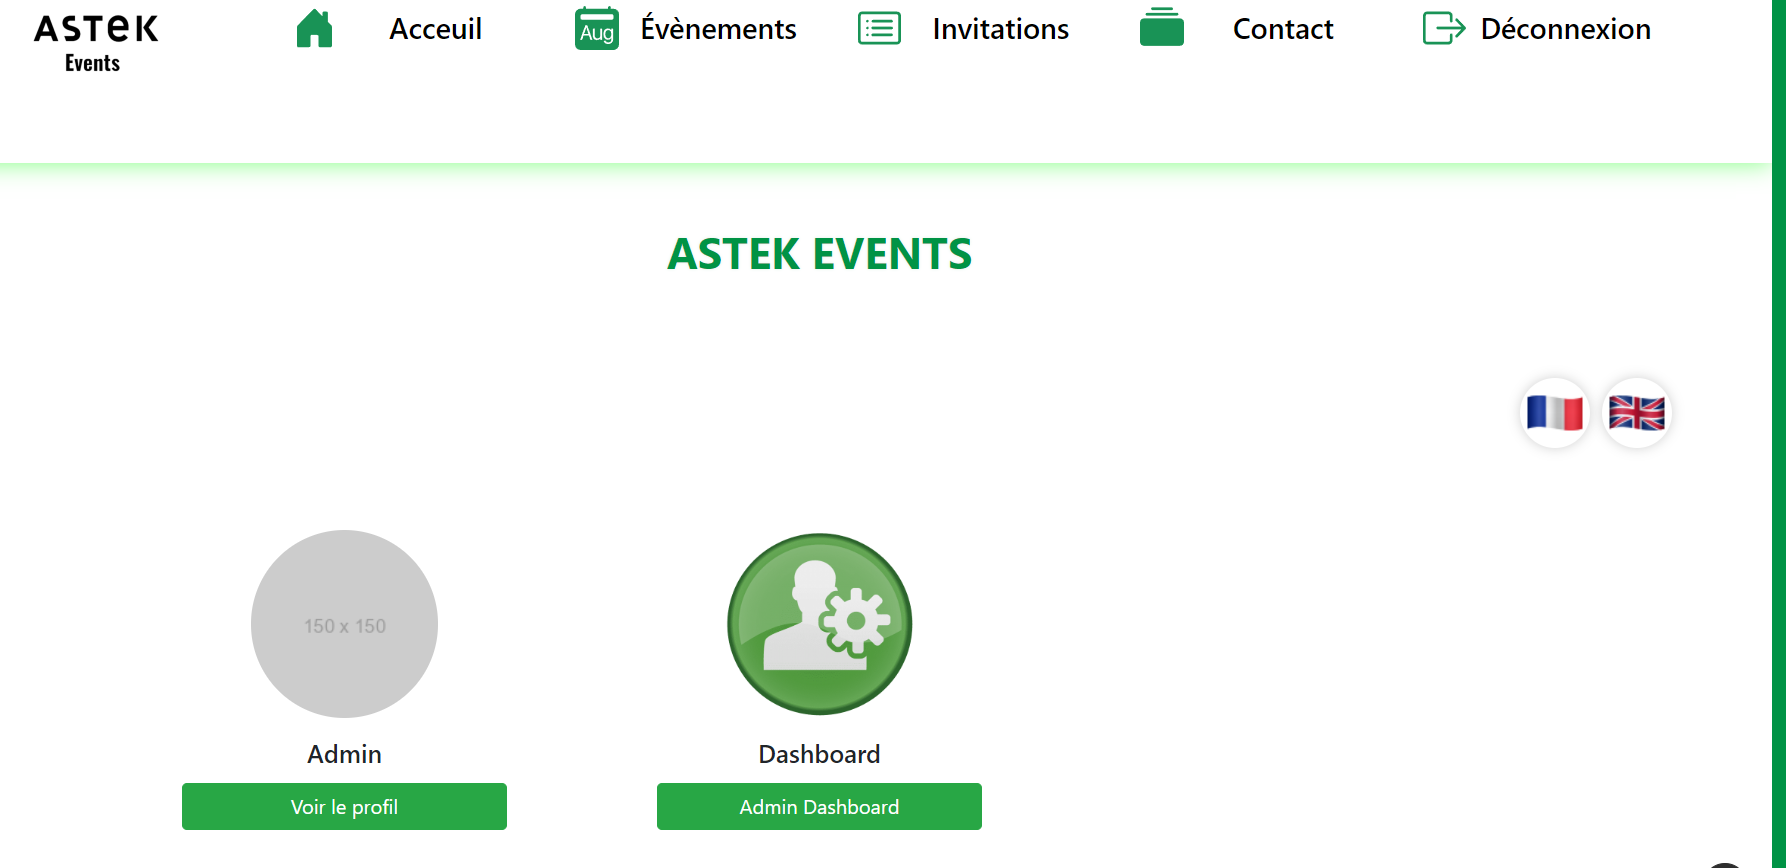 ASTEK
Events
Acceuil
Aug
Évènements
Invitations
Contact
Déconnexion
ASTEK EVENTS
150 x 150
Admin
Dashboard
Voir le profil
Admin Dashboard